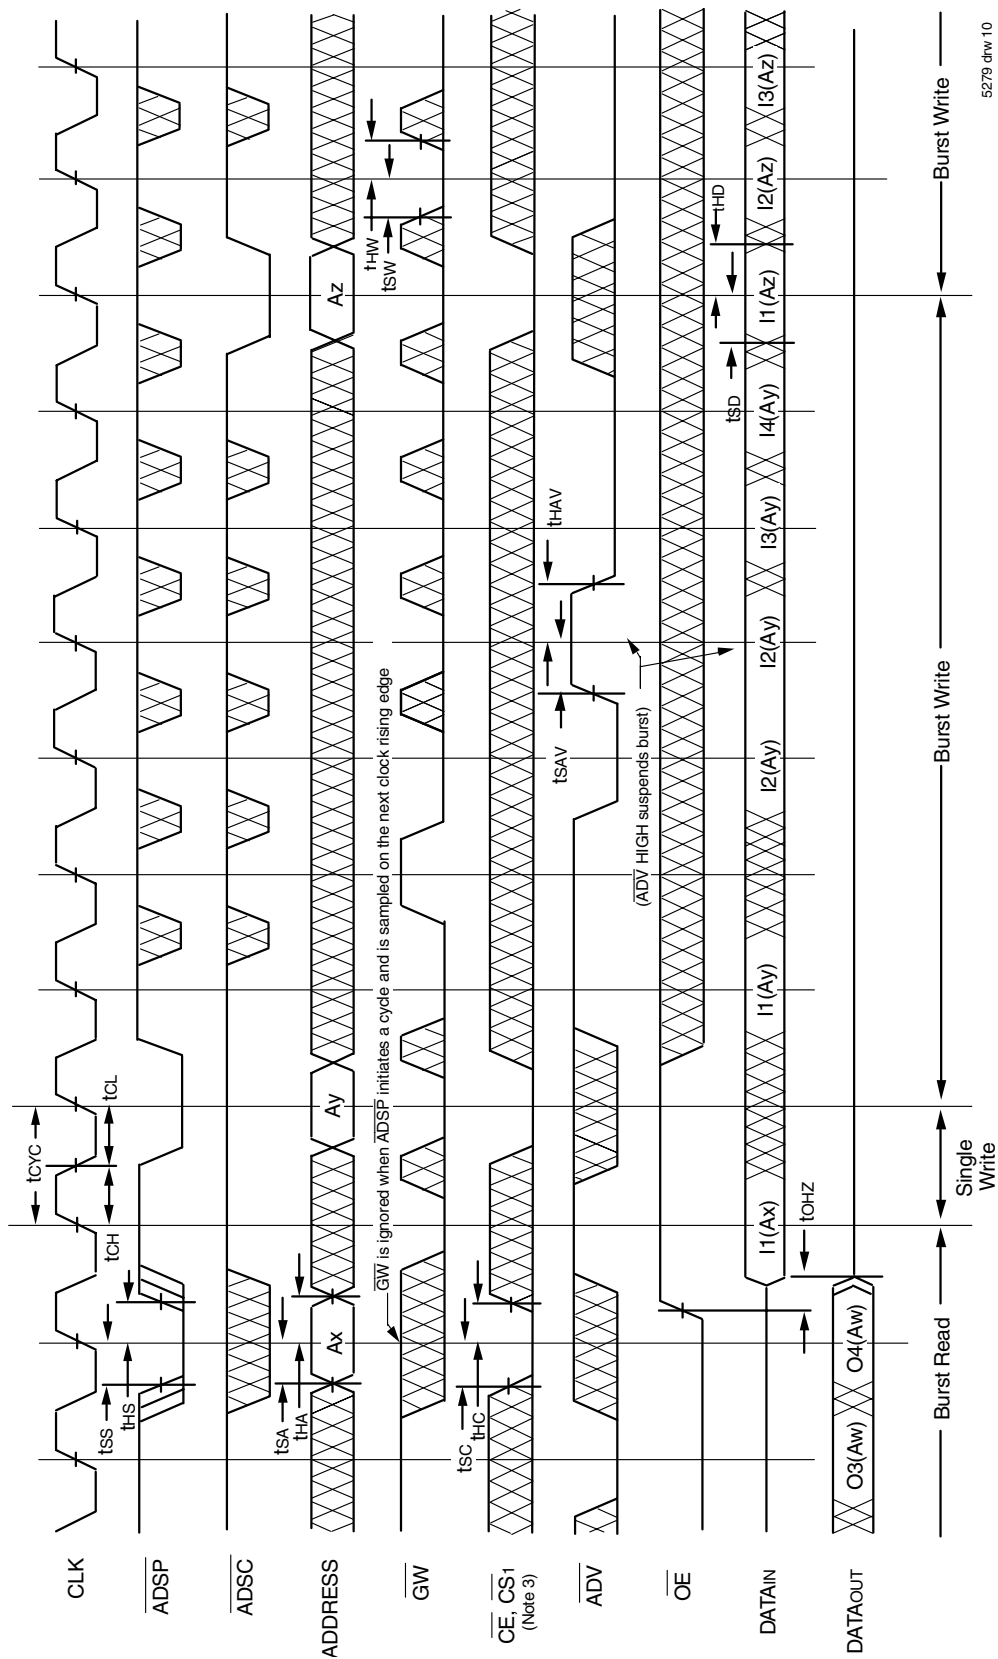 CLK
tCYC
tCH
tCL
ADSP
tSS
tHS
ADSC
ADDRESS
Ax
Ay
Az
tSA
tHA
GW is ignored when ADSP initiates a cycle and is sampled on the next clock rising edge
tHW
tSW
GW
CE, CS1
(Note 3)
tSC
tHC
ADV
tSAV
tHAV
(ADV HIGH suspends burst)
OE
tSD
tHD
DATAIN
I1(Ax)
I1(Ay)
I2(Ay)
I2(Ay)
I3(Ay)
I4(Ay)
I1(Az)
I2(Az)
I3(Az)
tOHZ
DATAOUT
O3(Aw)
O4(Aw)
Burst Read
Single
Write
Burst Write
Burst Write
5279 drw 10